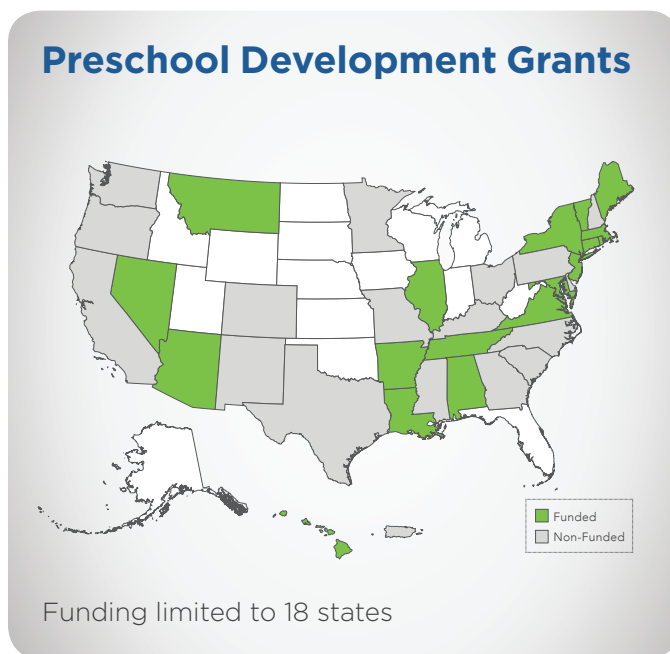 Preschool Development Grants
Funded
Non-Funded
Funding limited to 18 states